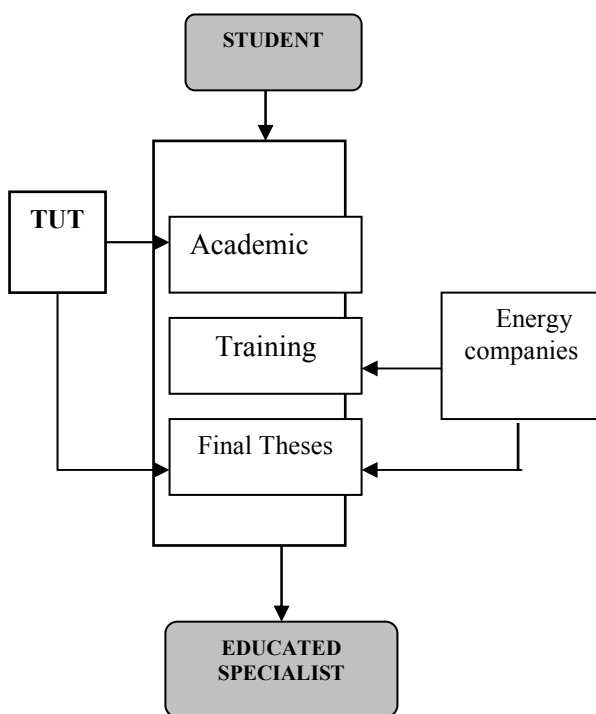 STUDENT
TUT
Academic
Training
Energy
companies
Final Theses
EDUCATED
SPECIALIST